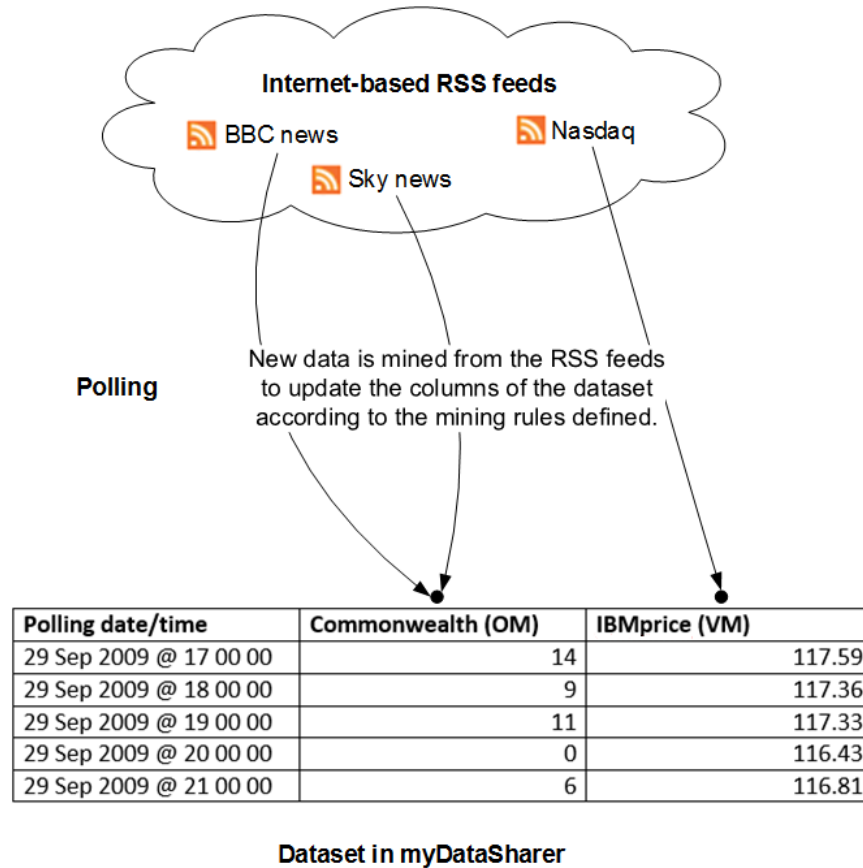 Internet-based RSS feeds
BBC news
Nasdaq
Sky news
New data is mined from the RSS feeds
to update the columns of the dataset
according to the mining rules defined.
Polling
Polling date/time Commonwealth (OM) IBMprice (VM)
29 Sep 2009 @ 17 00 00 14 117.59
29 Sep 2009 @ 18 00 00 9 117.36
29 Sep 2009 @ 19 00 00 11 117.33
29 Sep 2009 @ 20 00 00 0 116.43
29 Sep 2009 @ 21 00 00 6 116.81
Dataset in myDataSharer